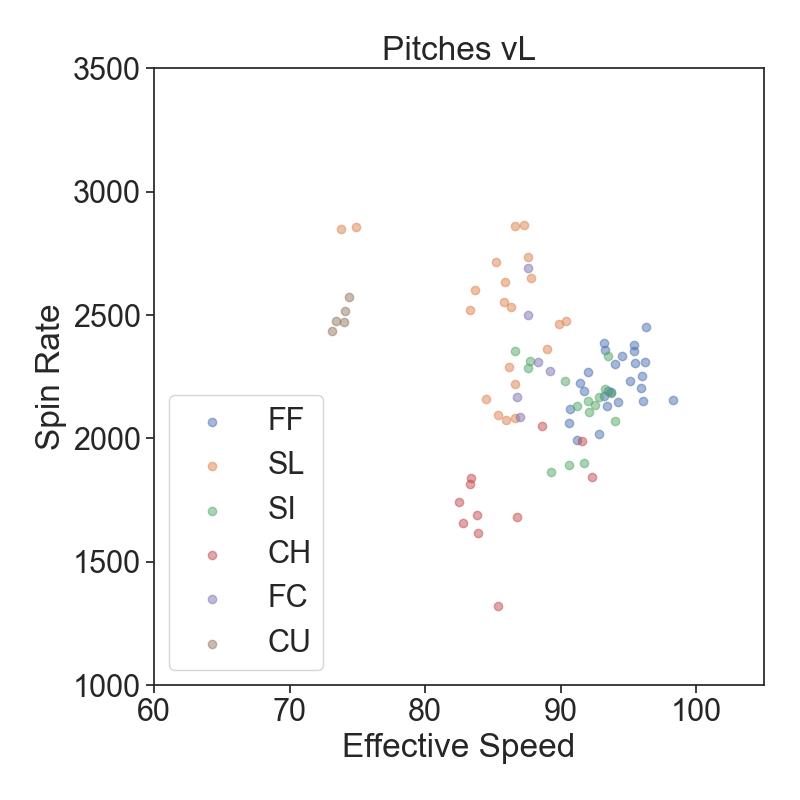 Pitches vL
3500
3000
2500
2000
1500
1000
Spin Rate
FF
SL
SI
CH
FC
CU
60 70 80 90 100
Effective Speed